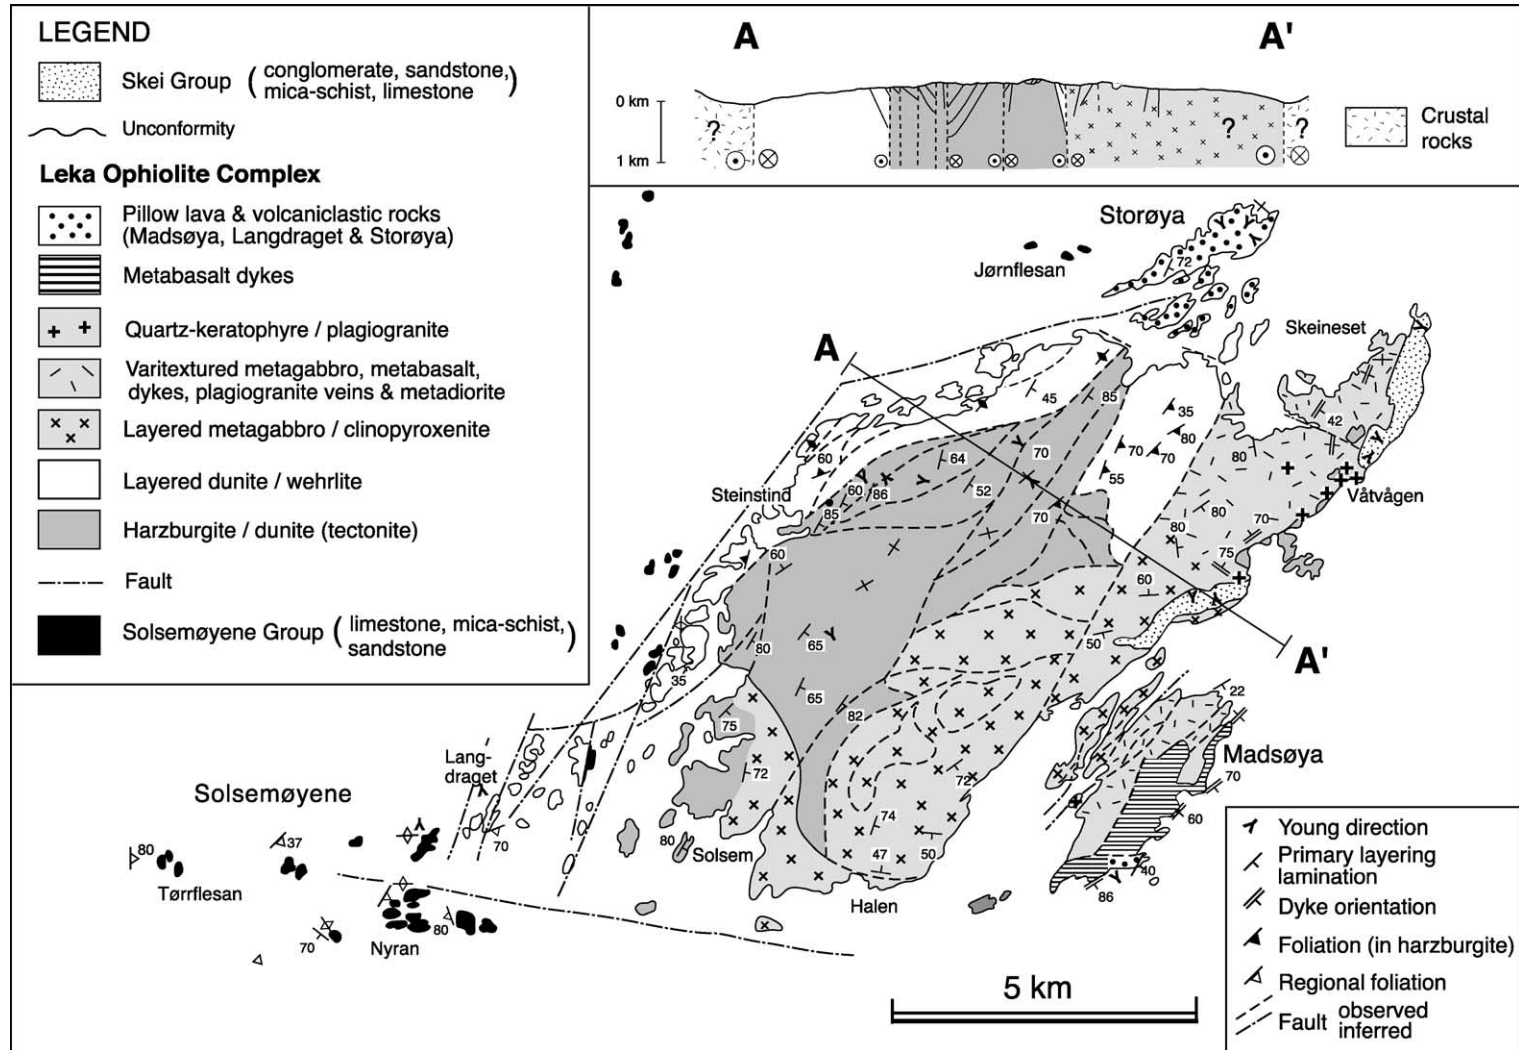 LEGEND
Skei Group ( conglomerate, sandstone, mica-schist, limestone )
Unconformity
Leka Ophiolite Complex
Pillow lava & volcaniclastic rocks
(Madsøya, Langdraget & Storøya)
Metabasalt dykes
Quartz-keratophyre / plagiogranite
Varitextured metagabbro, metabasalt,
dykes, plagiogranite veins & metadiorite
Layered metagabbro / clinopyroxenite
Layered dunite / wehrlite
Harzburgite / dunite (tectonite)
Fault
Solsemøyene Group ( limestone, mica-schist, sandstone )
A A'
0 km
1 km
? ? ?
Crustal
rocks
Storøya
Jørnflesan
72
Skeineset
A
45
85
35
42
80
60
70
64
70
80
Steinstind
60
86
52
55
Våtvågen
85
70
80
80
70
60
75
60
80
65
50
A'
35
65
82
22
75
Lang-
draget
Madsøya
72
72
70
Solsemøyene
74
60
80
37
70
80
Solsem
47
50
40
Tørrflesan
Halen
86
70
Nyran
80
5 km
Young direction
Primary layering
lamination
Dyke orientation
Foliation (in harzburgite)
Regional foliation
Fault observed
inferred